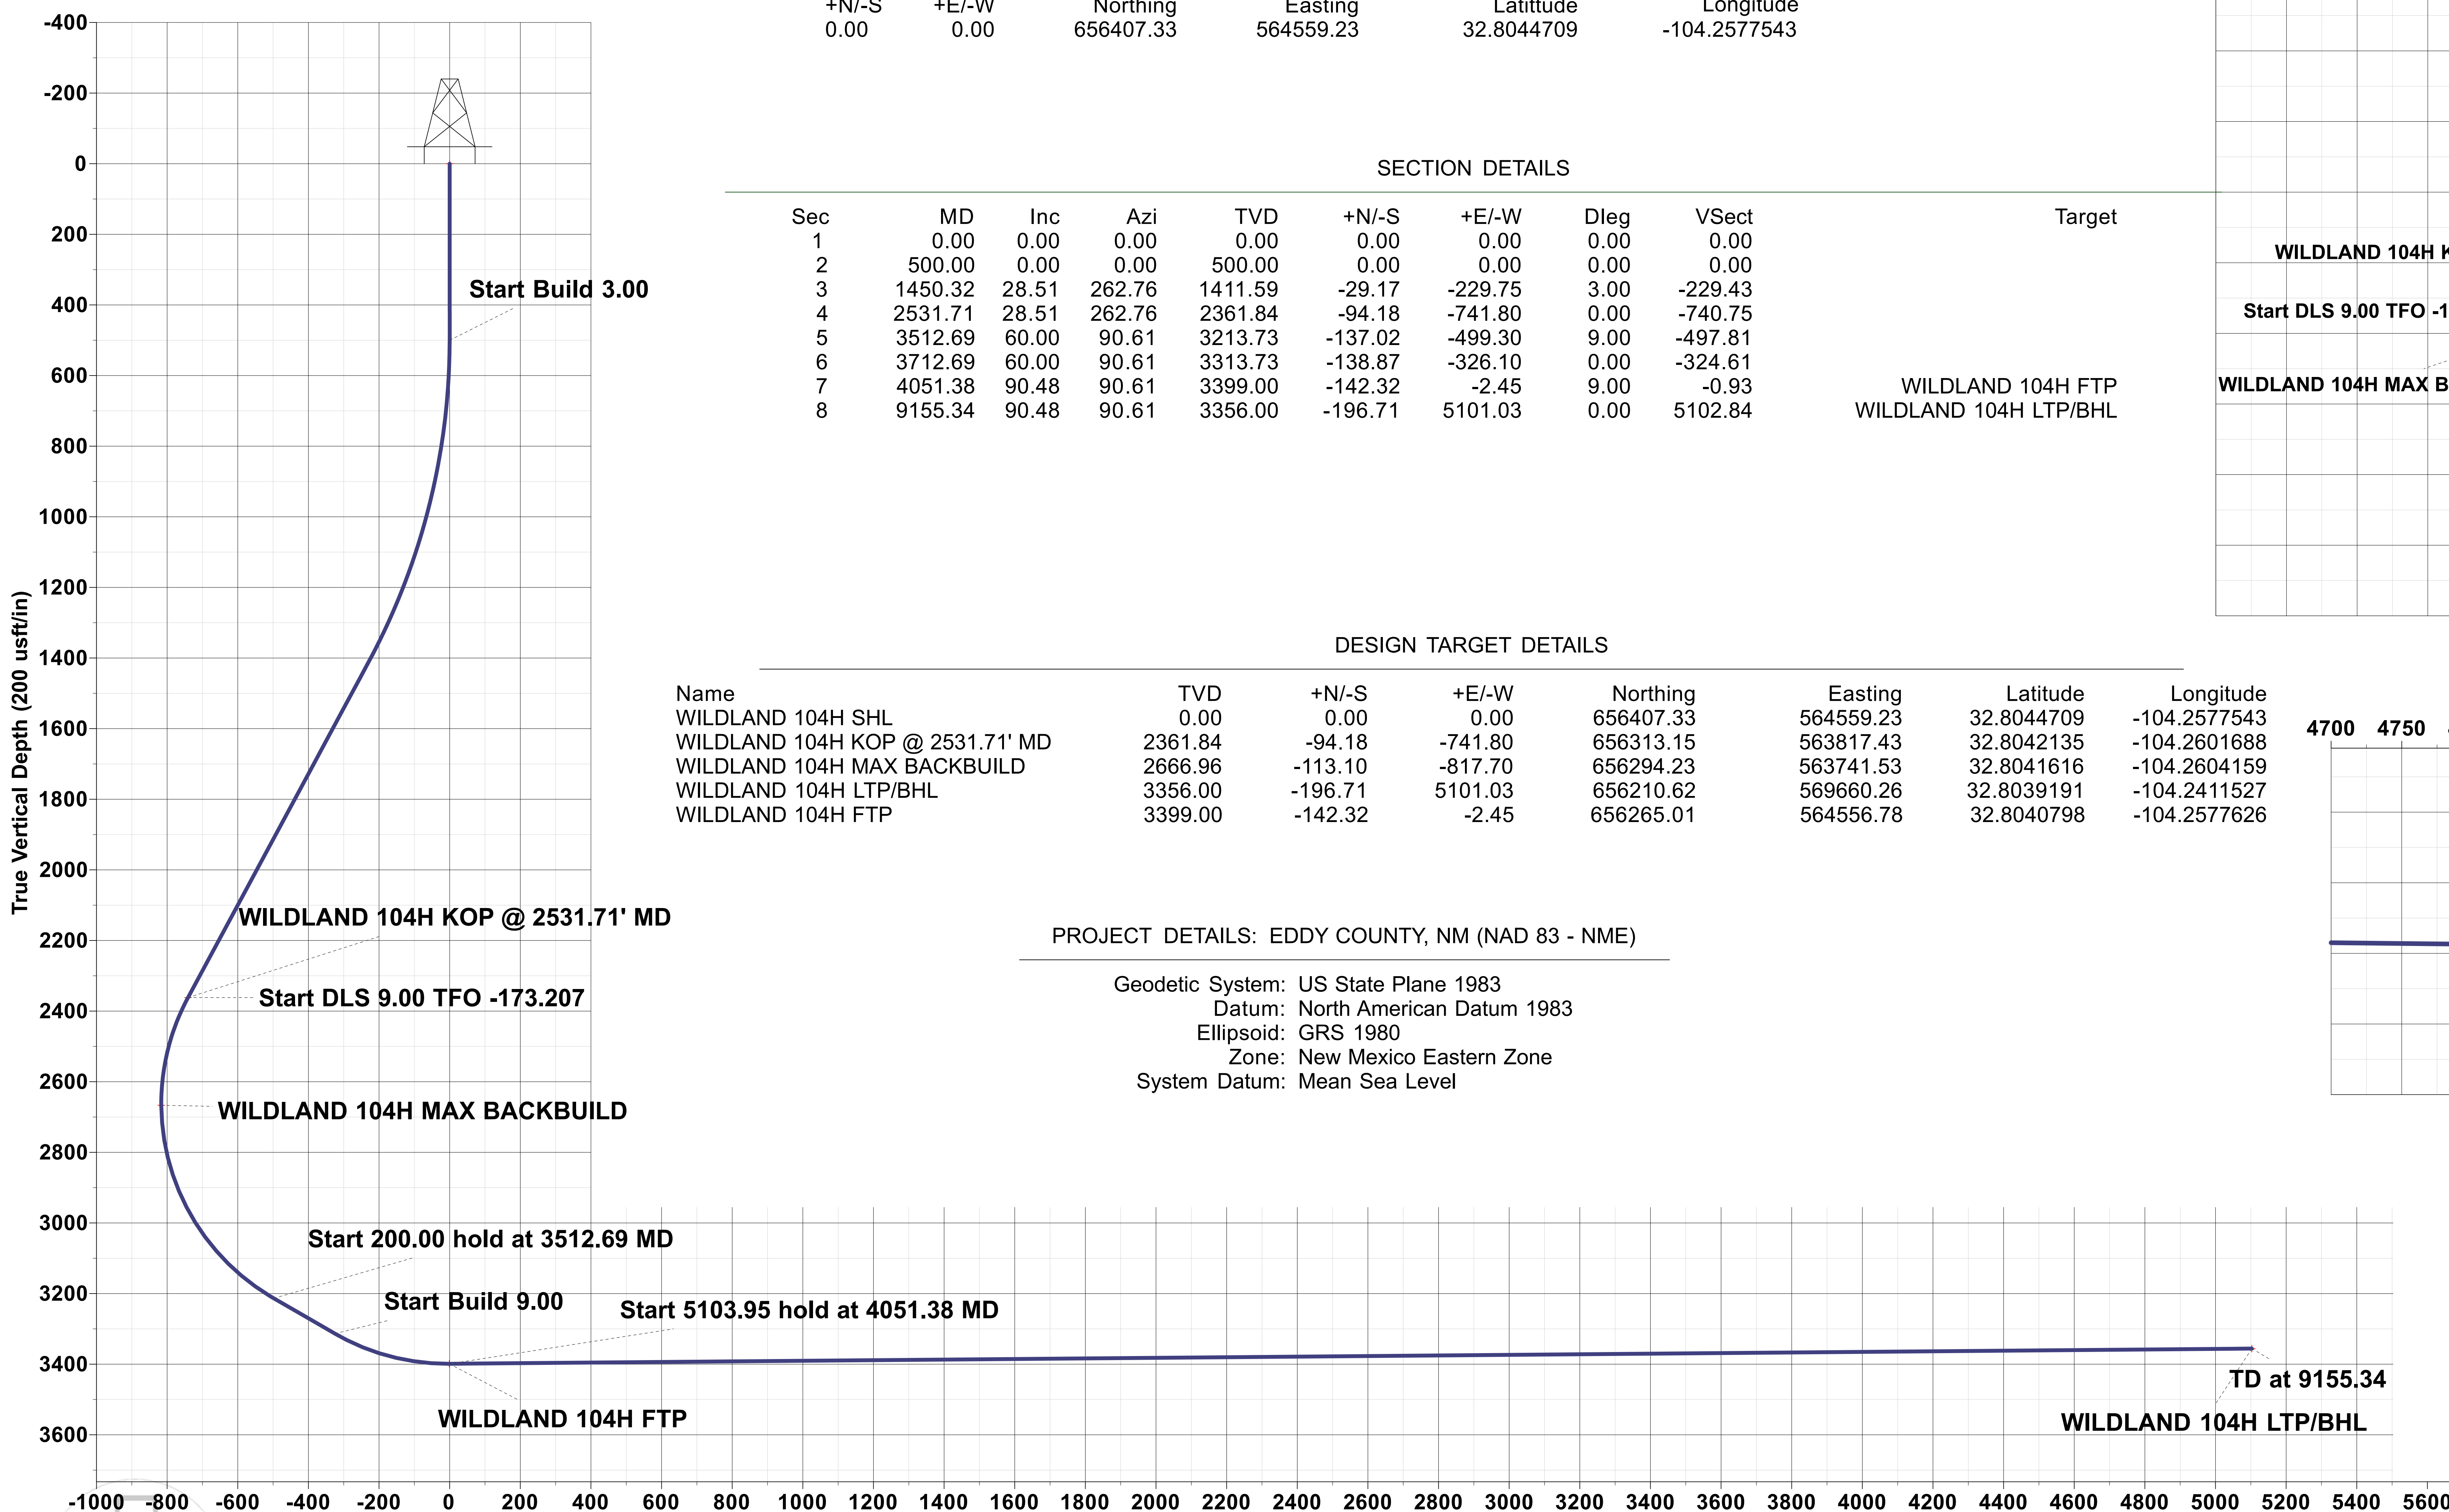 +N/-S +E/-W Northing Easting Latittude Longitude
0.00 0.00 656407.33 564559.23 32.8044709 -104.2577543
SECTION DETAILS
Sec MD Inc Azi TVD +N/-S +E/-W Dleg VSect Target
1 0.00 0.00 0.00 0.00 0.00 0.00 0.00 0.00
2 500.00 0.00 0.00 500.00 0.00 0.00 0.00 0.00
3 1450.32 28.51 262.76 1411.59 -29.17 -229.75 3.00 -229.43
4 2531.71 28.51 262.76 2361.84 -94.18 -741.80 0.00 -740.75
5 3512.69 60.00 90.61 3213.73 -137.02 -499.30 9.00 -497.81
6 3712.69 60.00 90.61 3313.73 -138.87 -326.10 0.00 -324.61
7 4051.38 90.48 90.61 3399.00 -142.32 -2.45 9.00 -0.93 WILDLAND 104H FTP
8 9155.34 90.48 90.61 3356.00 -196.71 5101.03 0.00 5102.84 WILDLAND 104H LTP/BHL
DESIGN TARGET DETAILS
Name TVD +N/-S +E/-W Northing Easting Latitude Longitude
WILDLAND 104H SHL 0.00 0.00 0.00 656407.33 564559.23 32.8044709 -104.2577543
WILDLAND 104H KOP @ 2531.71' MD 2361.84 -94.18 -741.80 656313.15 563817.43 32.8042135 -104.2601688
WILDLAND 104H MAX BACKBUILD 2666.96 -113.10 -817.70 656294.23 563741.53 32.8041616 -104.2604159
WILDLAND 104H LTP/BHL 3356.00 -196.71 5101.03 656210.62 569660.26 32.8039191 -104.2411527
WILDLAND 104H FTP 3399.00 -142.32 -2.45 656265.01 564556.78 32.8040798 -104.2577626
PROJECT DETAILS: EDDY COUNTY, NM (NAD 83 - NME)
Geodetic System: US State Plane 1983
Datum: North American Datum 1983
Ellipsoid: GRS 1980
Zone: New Mexico Eastern Zone
System Datum: Mean Sea Level
True Vertical Depth (200 usft/in)
-400
-200
0
200
400
600
800
1000
1200
1400
1600
1800
2000
2200
2400
2600
2800
3000
3200
3400
3600
Start Build 3.00
WILDLAND 104H KOP @ 2531.71' MD
Start DLS 9.00 TFO -173.207
WILDLAND 104H MAX BACKBUILD
Start 200.00 hold at 3512.69 MD
Start Build 9.00
Start 5103.95 hold at 4051.38 MD
WILDLAND 104H FTP
TD at 9155.34
WILDLAND 104H LTP/BHL
-1000 -800 -600 -400 -200 0 200 400 600 800 1000 1200 1400 1600 1800 2000 2200 2400 2600 2800 3000 3200 3400 3600 3800 4000 4200 4400 4600 4800 5000 5200 5400 5600
WILDLAND 104H K
Start DLS 9.00 TFO -1
WILDLAND 104H MAX B
4700 4750